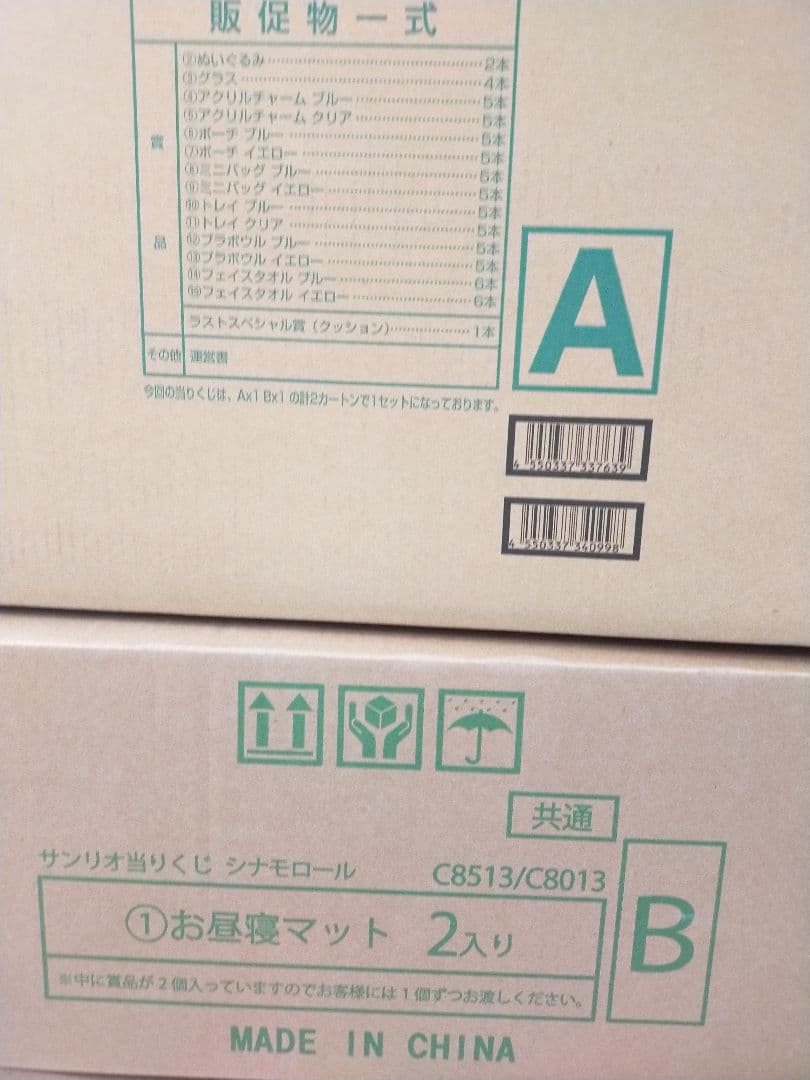 販促物一式
賞品
②ぬいぐるみ……………………2本
③グラス……………………4本
④アクリルチャーム ブルー……………………5本
⑤アクリルチャーム クリア……………………5本
⑥ポーチ ブルー……………………5本
⑦ポーチ イエロー……………………5本
⑧ミニバッグ ブルー……………………5本
⑨ミニバッグ イエロー……………………5本
⑩トレイ ブルー……………………5本
⑪トレイ クリア……………………5本
⑫プラボウル ブルー……………………5本
⑬プラボウル イエロー……………………5本
⑭フェイスタオル ブルー……………………6本
⑮フェイスタオル イエロー……………………6本
ラストスペシャル賞（クッション）……………………1本
その他 運営書
今回の当りくじは、Ax1 Bx1 の計2カートンで1セットになっております。
A
4 550337 337639
4 550337 340998
共通
サンリオ当りくじ シナモロール C8513/C8013
①お昼寝マット 2入り
※中に賞品が2個入っていますのでお客様には1個ずつお渡しください。
B
MADE IN CHINA